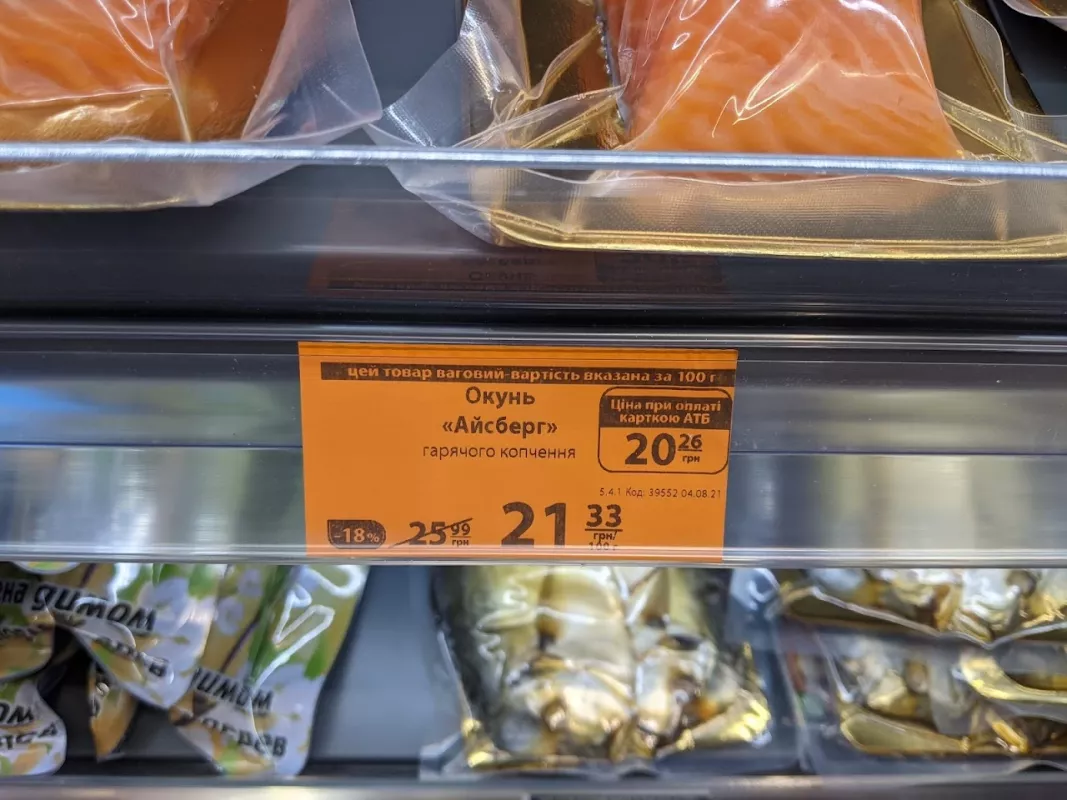 цей товар ваговий-вартість вказана за 100 г
Окунь
«Айсберг»
гарячого копчення
Ціна при оплаті
карткою АТБ
20 26
грн
5.4.1 Код: 39552 04.08.21
-18%
25 99
грн
21 33
грн/
100 г